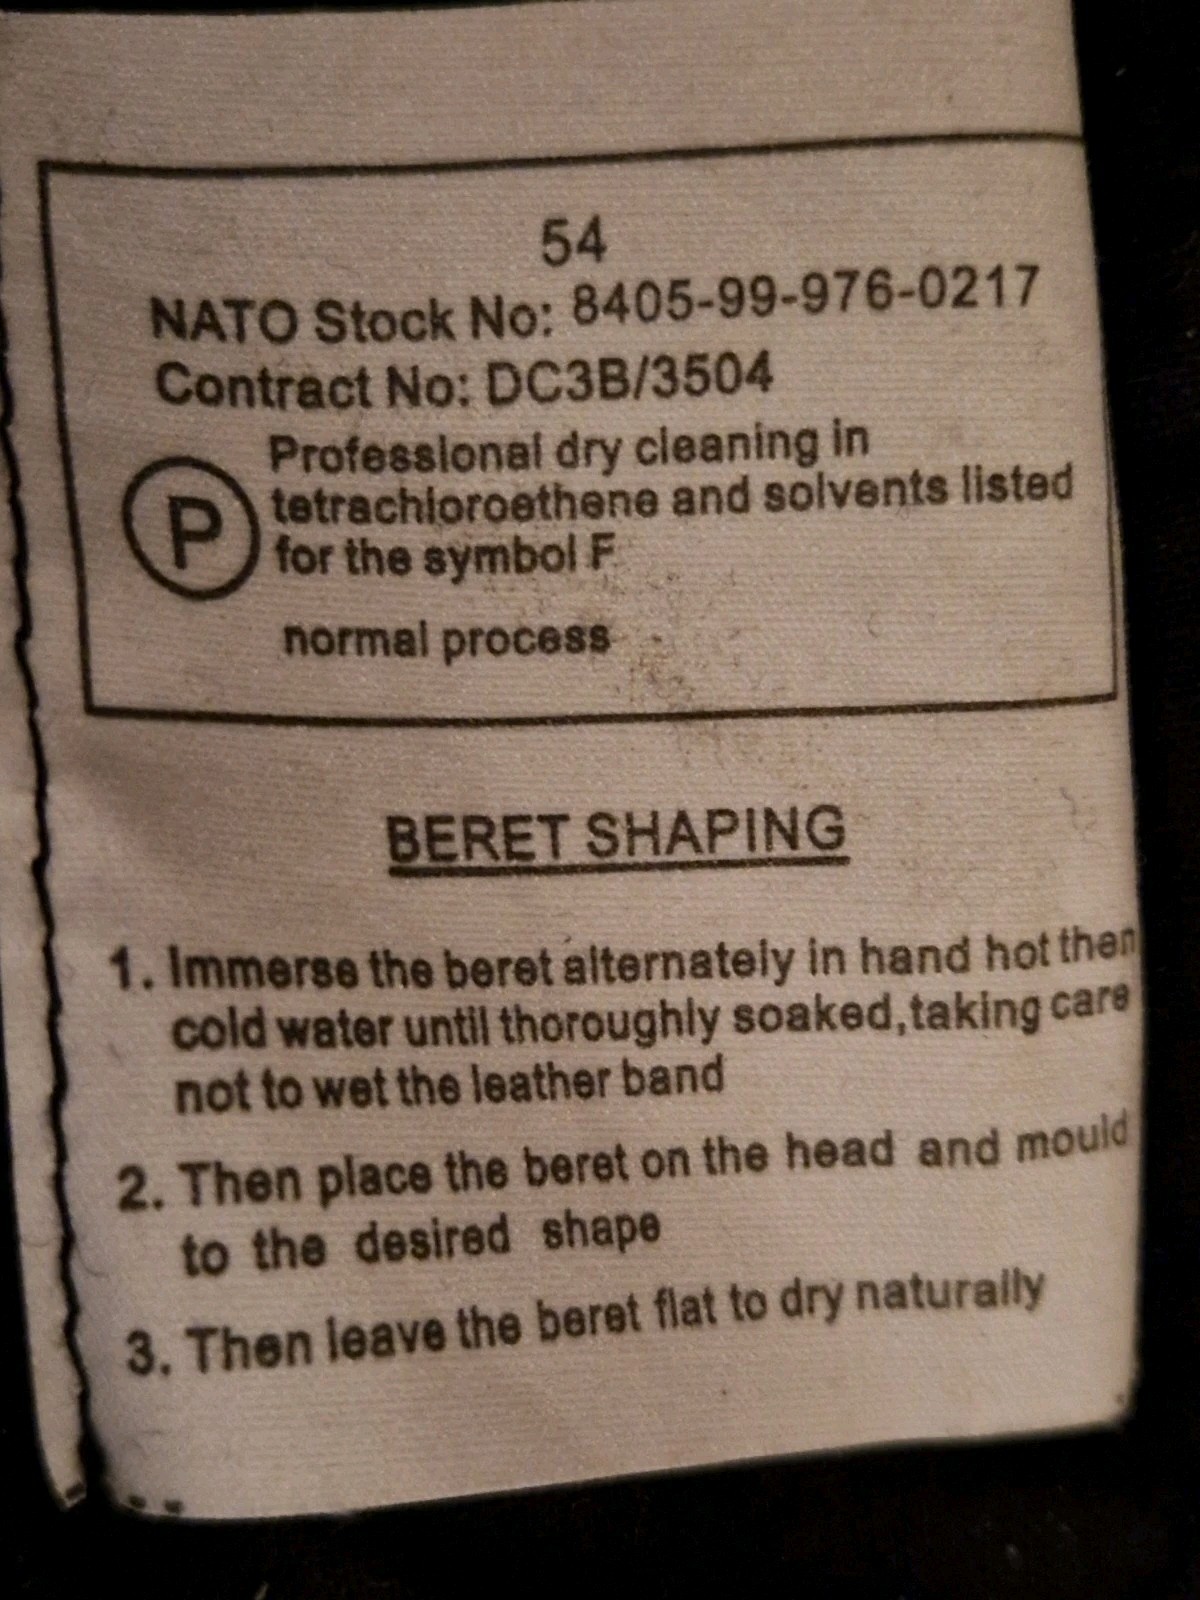 54
NATO Stock No: 8405-99-976-0217
Contract No: DC3B/3504
Professional dry cleaning in
P
tetrachloroethene and solvents listed
for the symbol F
normal process
BERET SHAPING
1. Immerse the beret alternately in hand hot then
cold water until thoroughly soaked,taking care
not to wet the leather band
2. Then place the beret on the head and mould
to the desired shape
3. Then leave the beret flat to dry naturally